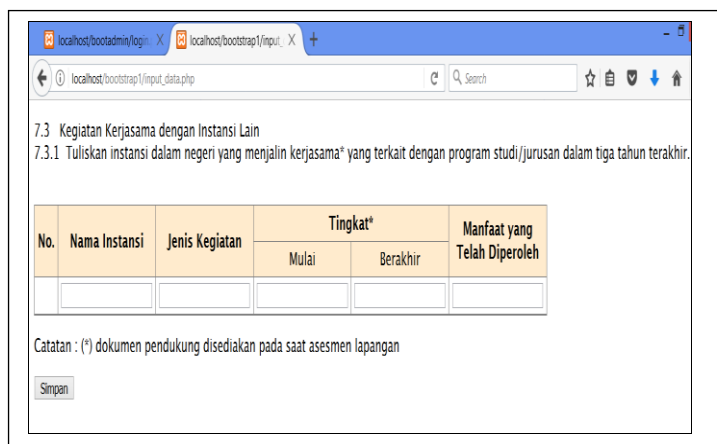 localhost/bootadmin/login
localhost/bootstrap1/input_
localhost/bootstrap1/input_data.php
Search
7.3 Kegiatan Kerjasama dengan Instansi Lain
7.3.1 Tuliskan instansi dalam negeri yang menjalin kerjasama* yang terkait dengan program studi/jurusan dalam tiga tahun terakhir.
No. Nama Instansi Jenis Kegiatan Tingkat* Manfaat yang Telah Diperoleh
Mulai Berakhir
Catatan : (*) dokumen pendukung disediakan pada saat asesmen lapangan
Simpan